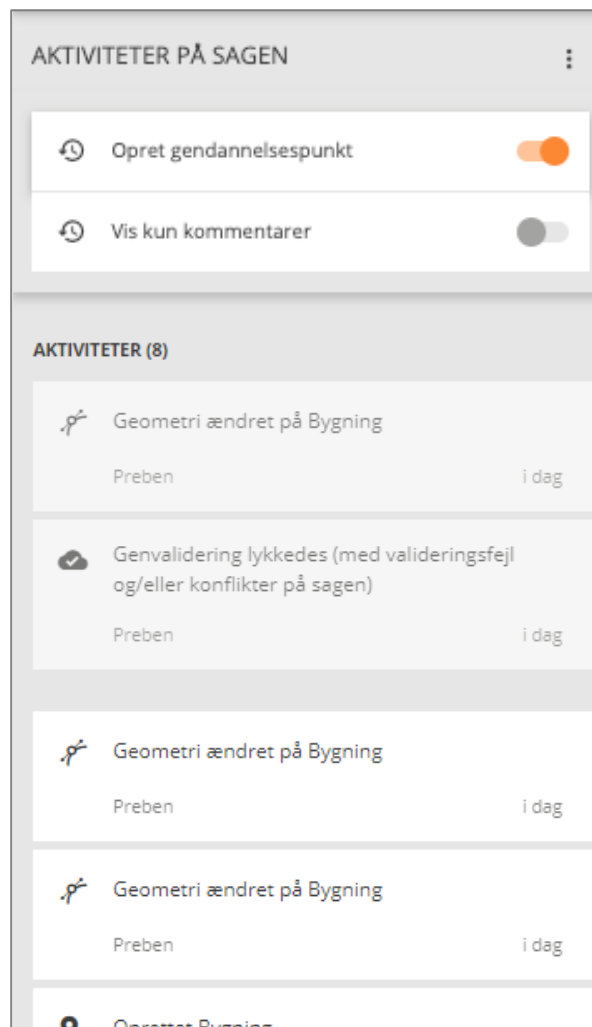 AKTIVITETER PÅ SAGEN
Opret gendannelsespunkt
Vis kun kommentarer
AKTIVITETER (8)
Geometri ændret på Bygning
Preben i dag
Genvalidering lykkedes (med valideringsfejl
og/eller konflikter på sagen)
Preben i dag
Geometri ændret på Bygning
Preben i dag
Geometri ændret på Bygning
Preben i dag
Oprettet Bygning